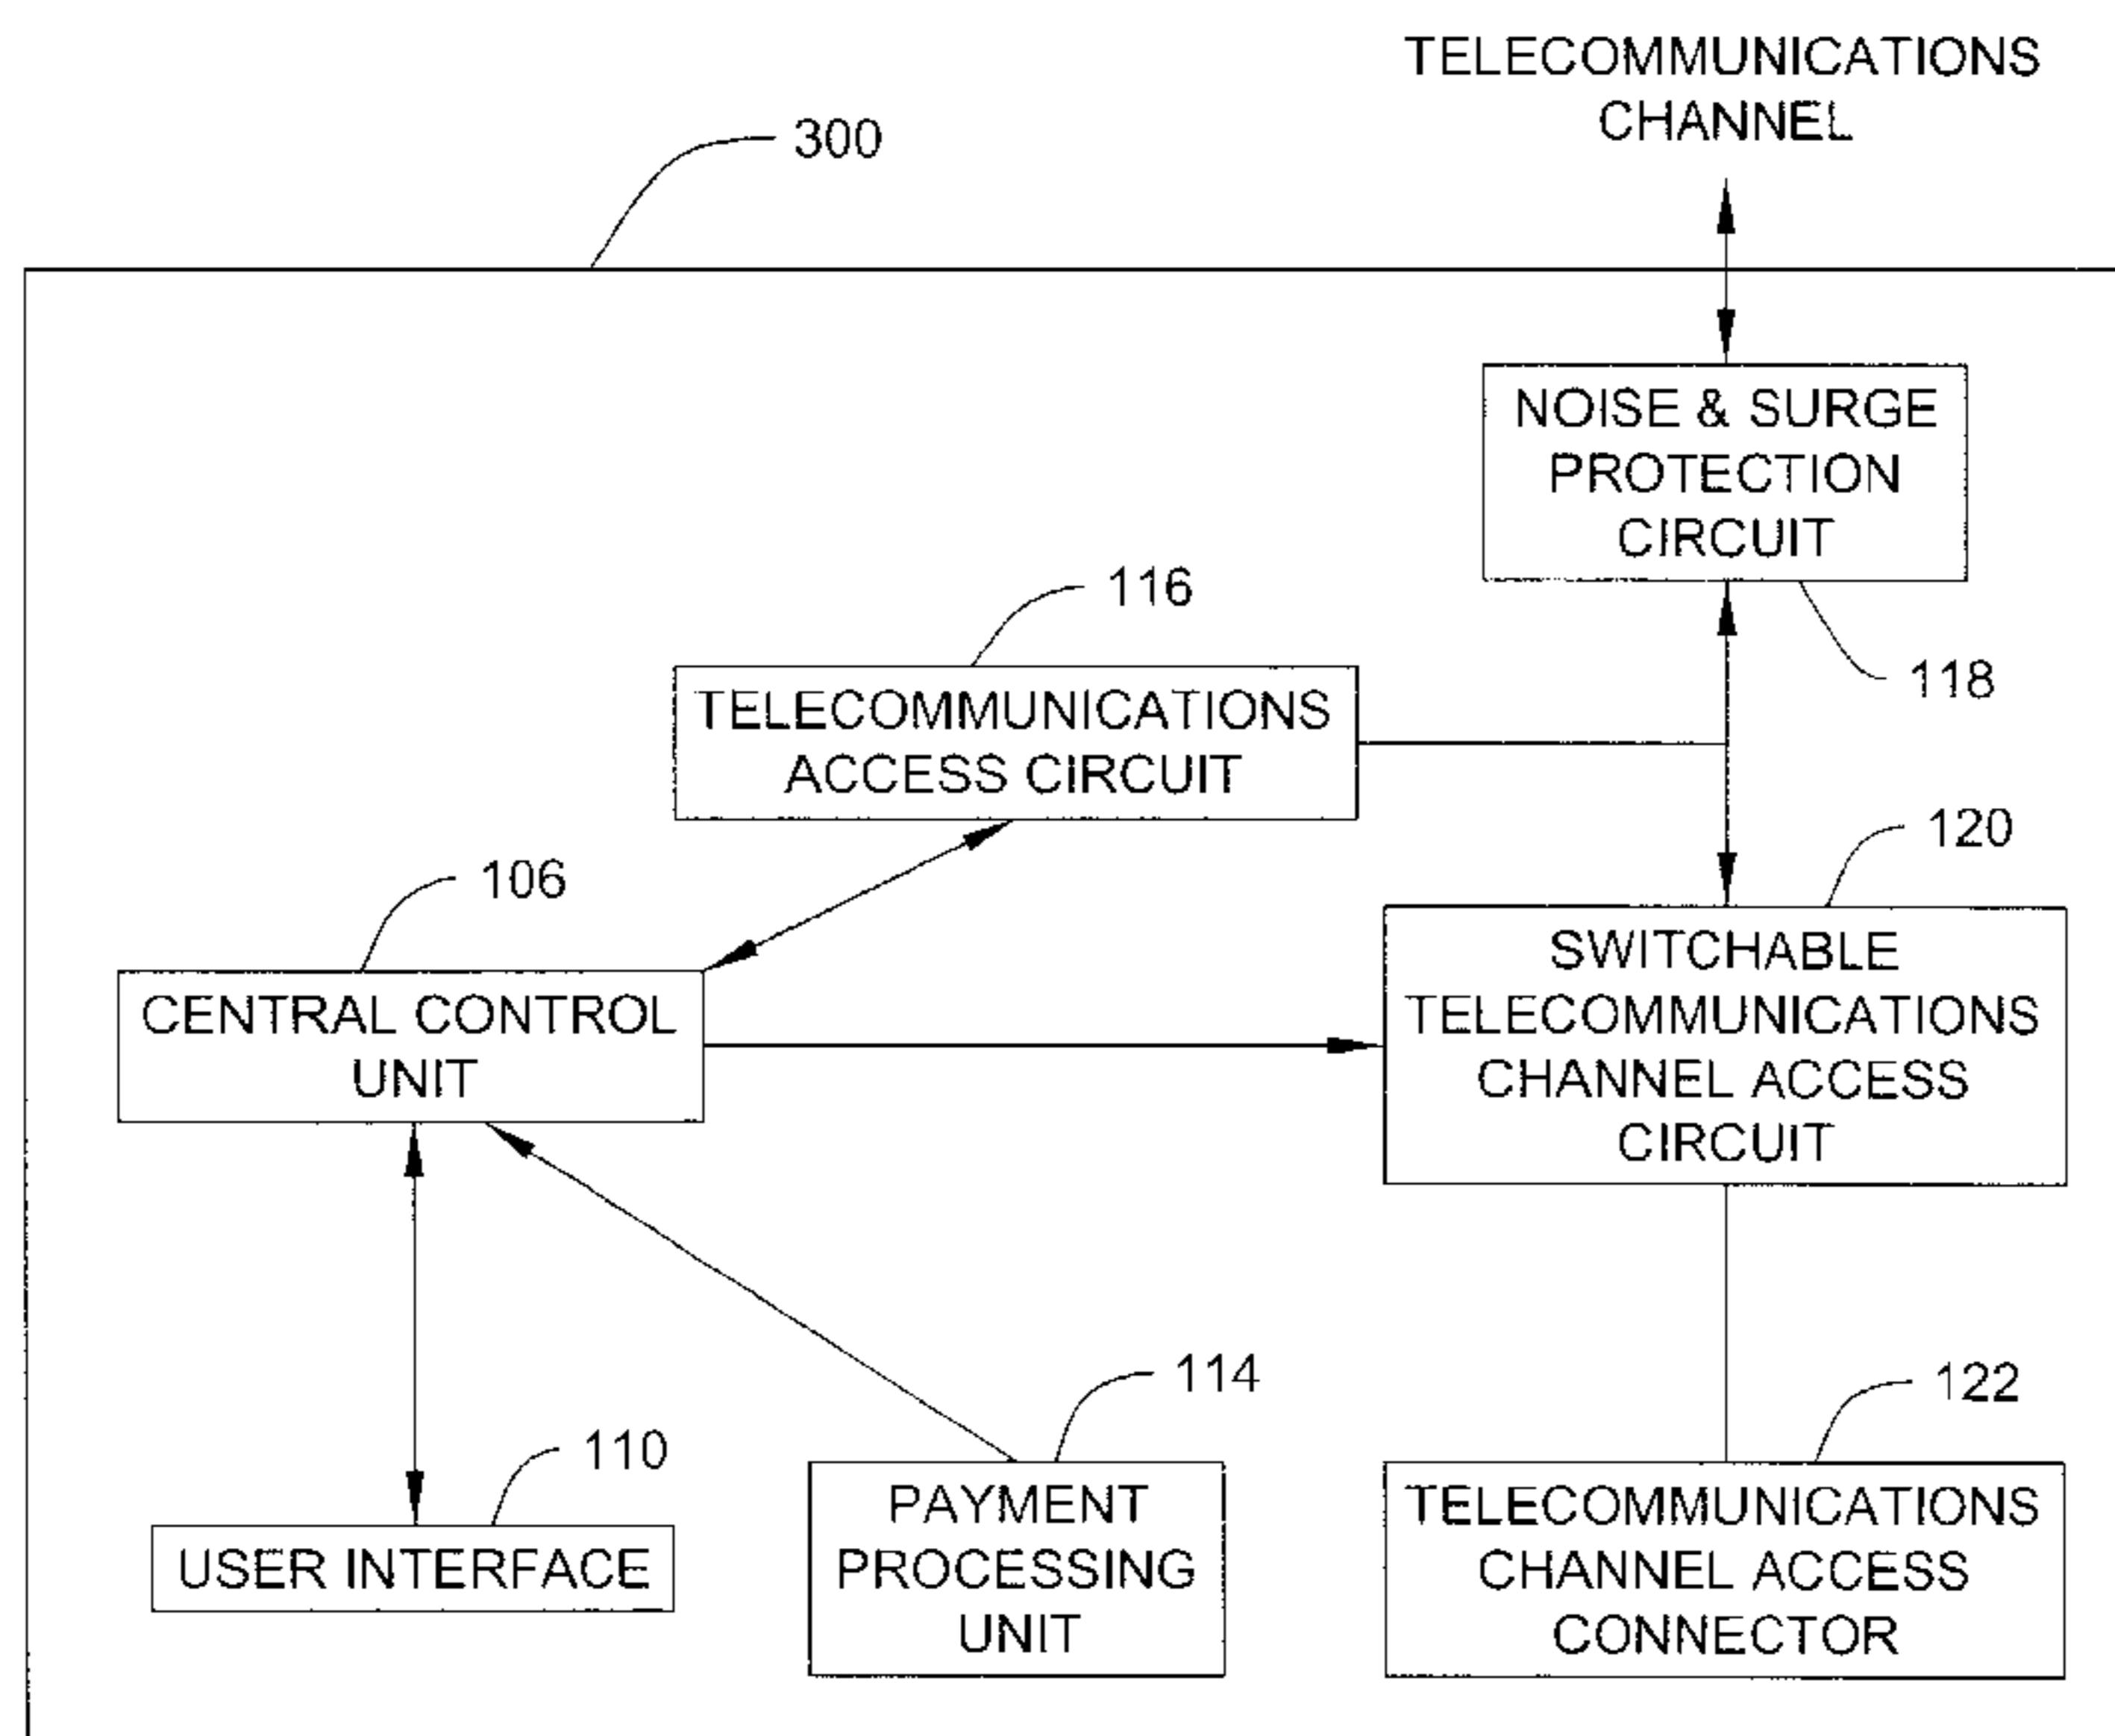 TELECOMMUNICATIONS
CHANNEL
300
NOISE & SURGE
PROTECTION
CIRCUIT
116
118
TELECOMMUNICATIONS
ACCESS CIRCUIT
120
106
SWITCHABLE
TELECOMMUNICATIONS
CHANNEL ACCESS
CIRCUIT
CENTRAL CONTROL
UNIT
114
122
110
USER INTERFACE
PAYMENT
PROCESSING
UNIT
TELECOMMUNICATIONS
CHANNEL ACCESS
CONNECTOR